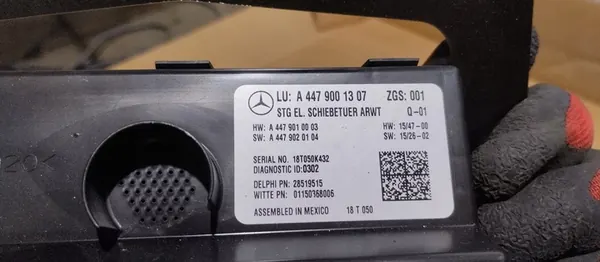 LU: A 447 900 13 07 ZGS: 001
STG EL. SCHIEBETUER ARWT Q-01
HW: A 447 901 00 03 HW: 15/47-00
SW: A 447 902 01 04 SW: 15/26-02
SERIAL NO. 18T050K432
DIAGNOSTIC ID:0302
DELPHI PN: 28519515
WITTE PN: 01150368006
ASSEMBLED IN MEXICO 18 T 050